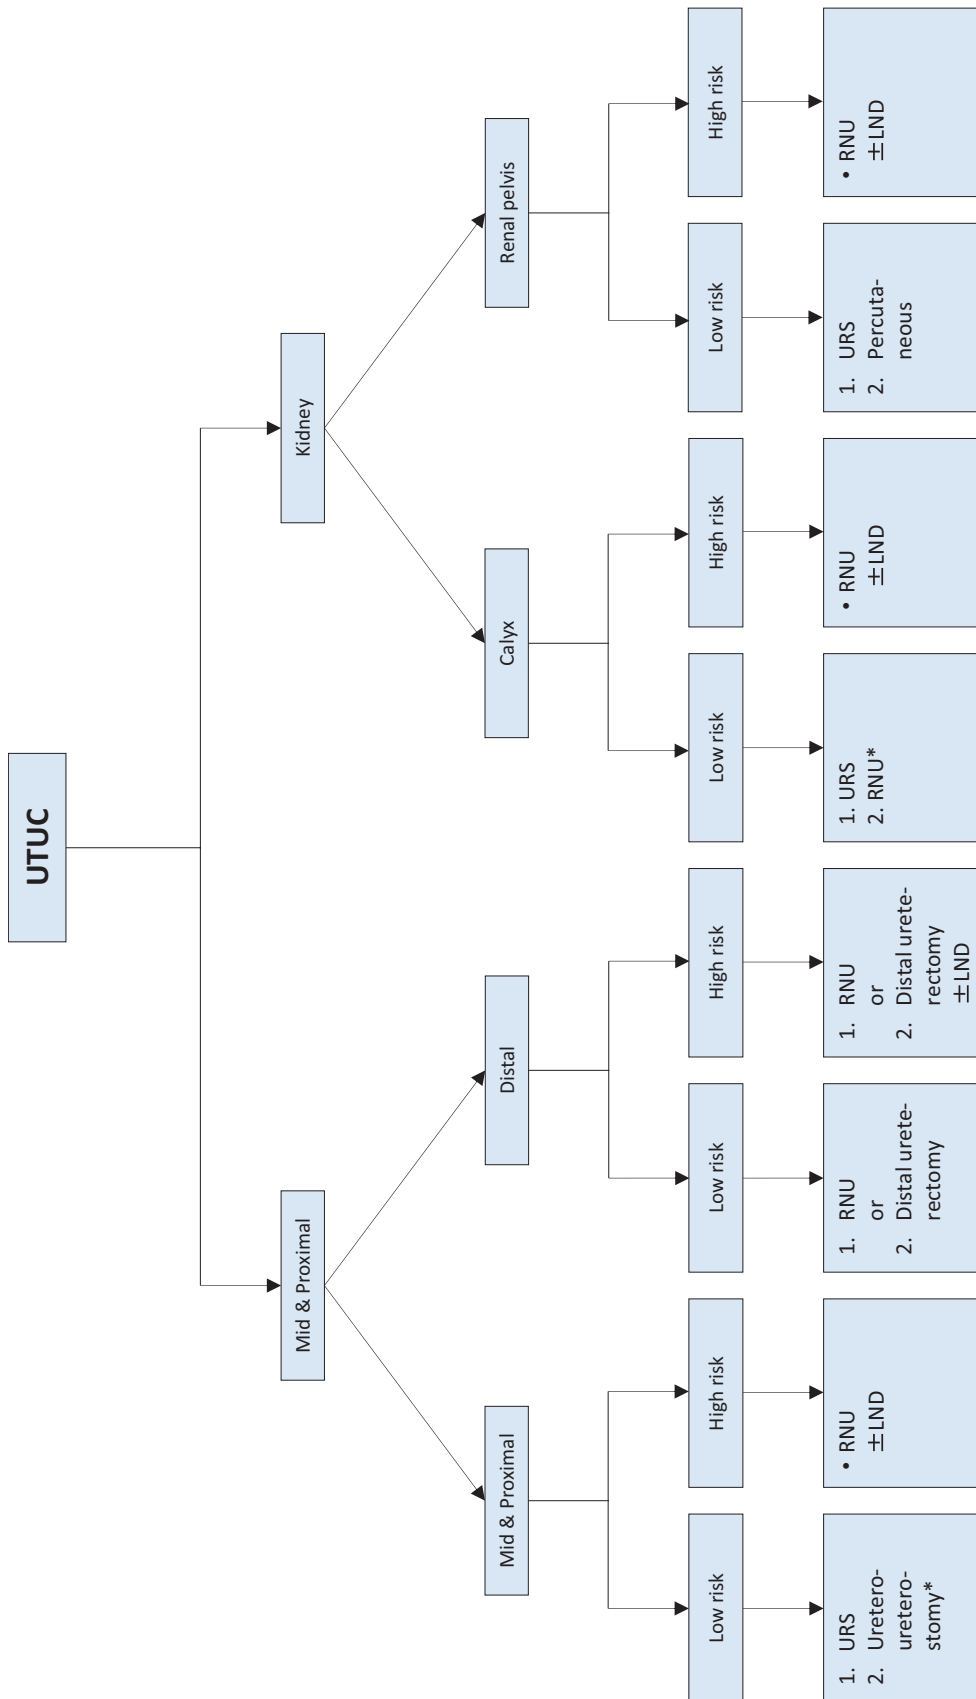 UTUC
Mid & Proximal
Kidney
Mid & Proximal
Distal
Calyx
Renal pelvis
Low risk
High risk
Low risk
High risk
Low risk
High risk
Low risk
High risk
1. URS
2. Uretero-
uretero-
stomy*
• RNU
±LND
1. RNU
or
2. Distal urete-
rectomy
1. RNU
or
2. Distal urete-
rectomy
±LND
1. URS
2. RNU*
• RNU
±LND
1. URS
2. Percuta-
neous
• RNU
±LND